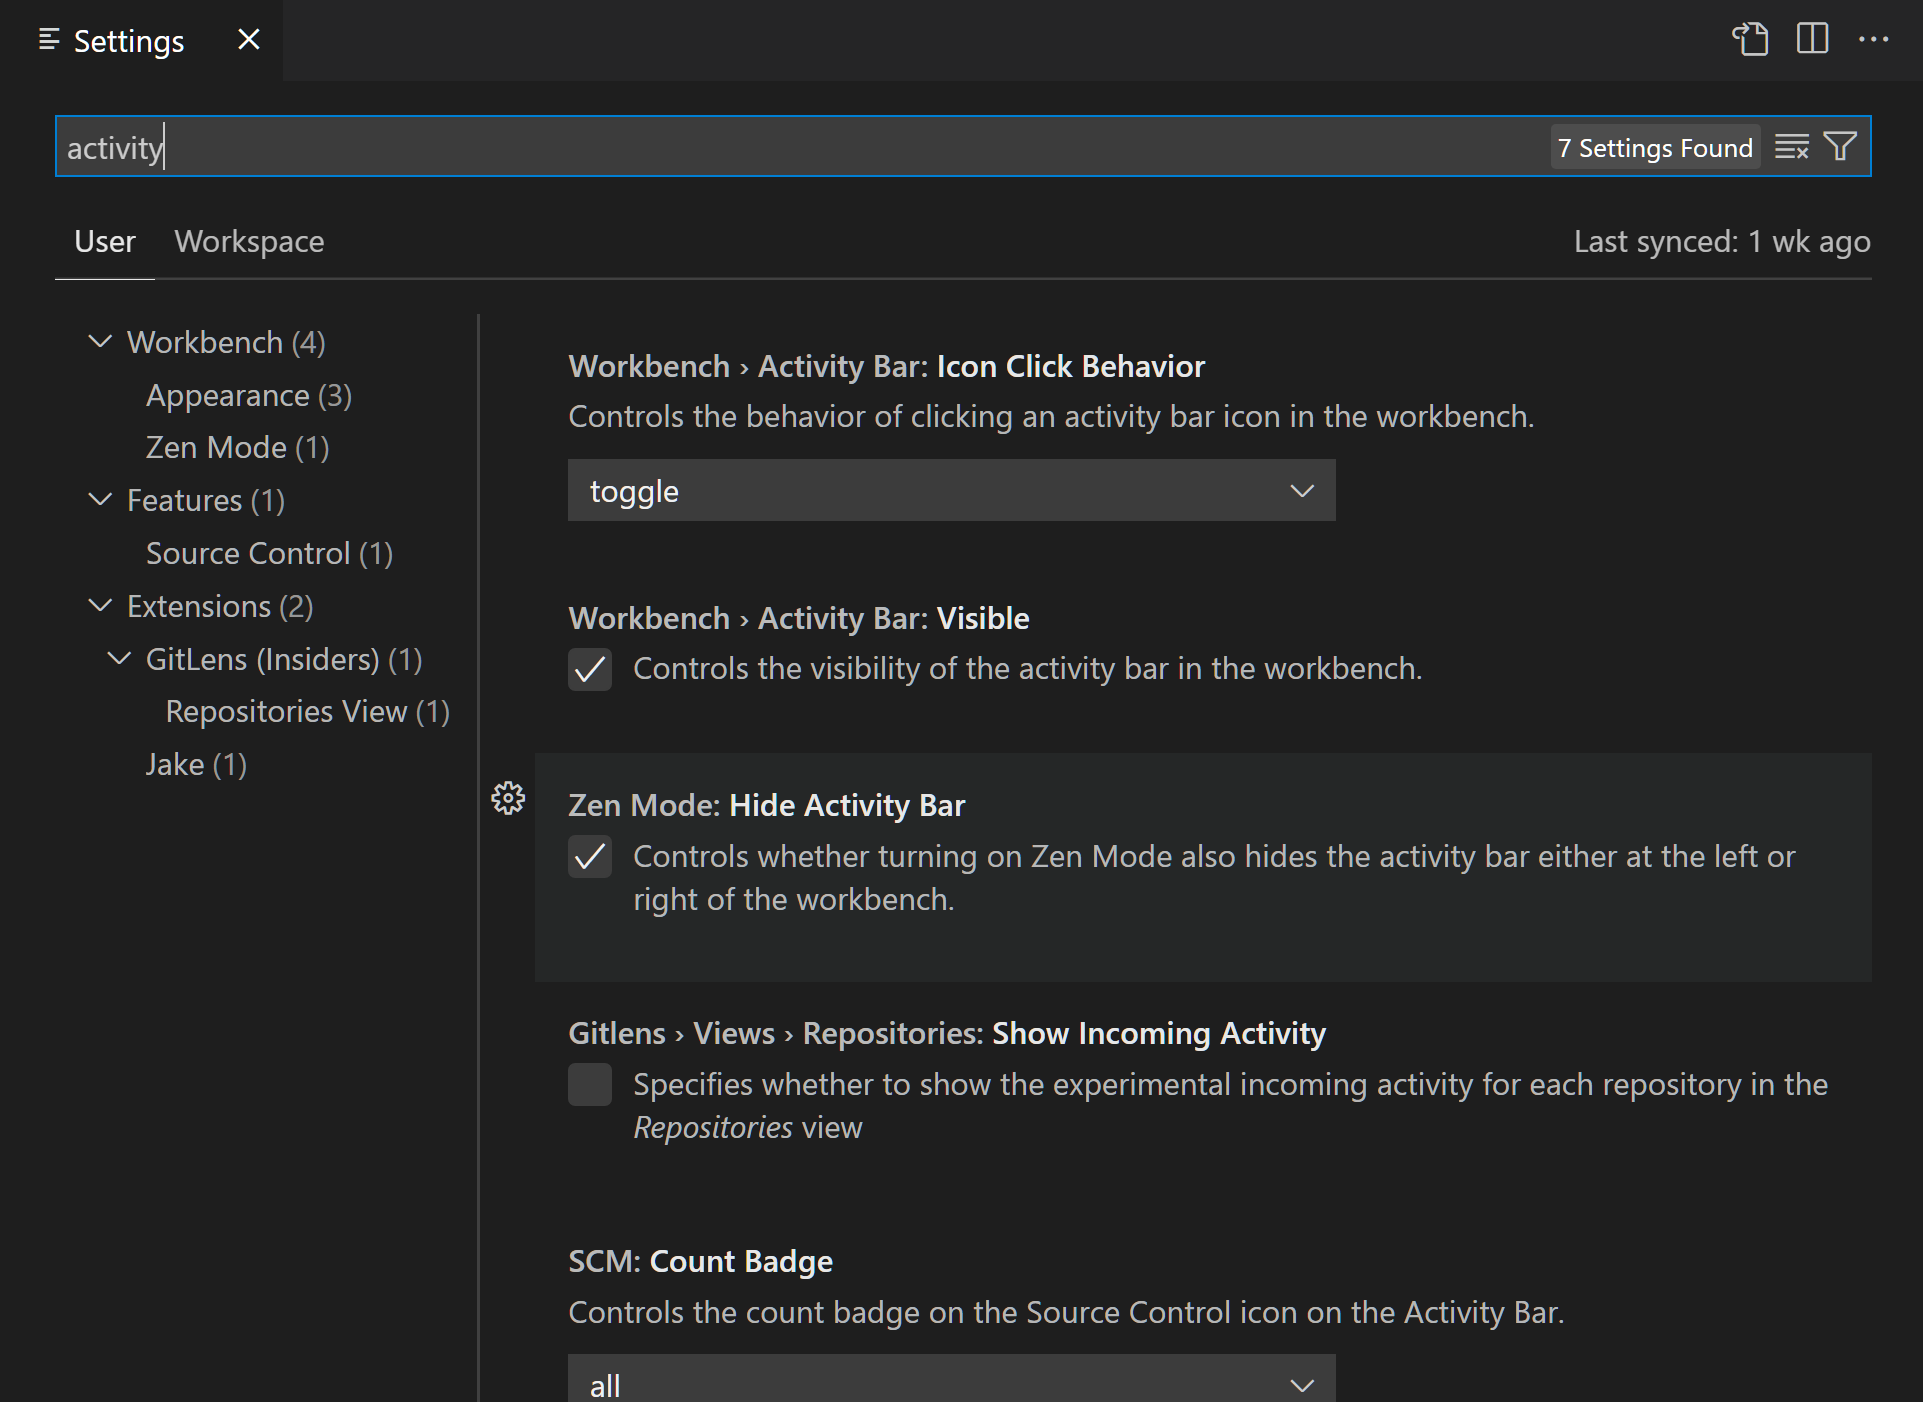 Settings
activity
7 Settings Found
User
Workspace
Last synced: 1 wk ago
Workbench (4)
Appearance (3)
Zen Mode (1)
Features (1)
Source Control (1)
Extensions (2)
GitLens (Insiders) (1)
Repositories View (1)
Jake (1)
Workbench › Activity Bar: Icon Click Behavior
Controls the behavior of clicking an activity bar icon in the workbench.
toggle
Workbench › Activity Bar: Visible
Controls the visibility of the activity bar in the workbench.
Zen Mode: Hide Activity Bar
Controls whether turning on Zen Mode also hides the activity bar either at the left or
right of the workbench.
Gitlens › Views › Repositories: Show Incoming Activity
Specifies whether to show the experimental incoming activity for each repository in the
Repositories view
SCM: Count Badge
Controls the count badge on the Source Control icon on the Activity Bar.
all